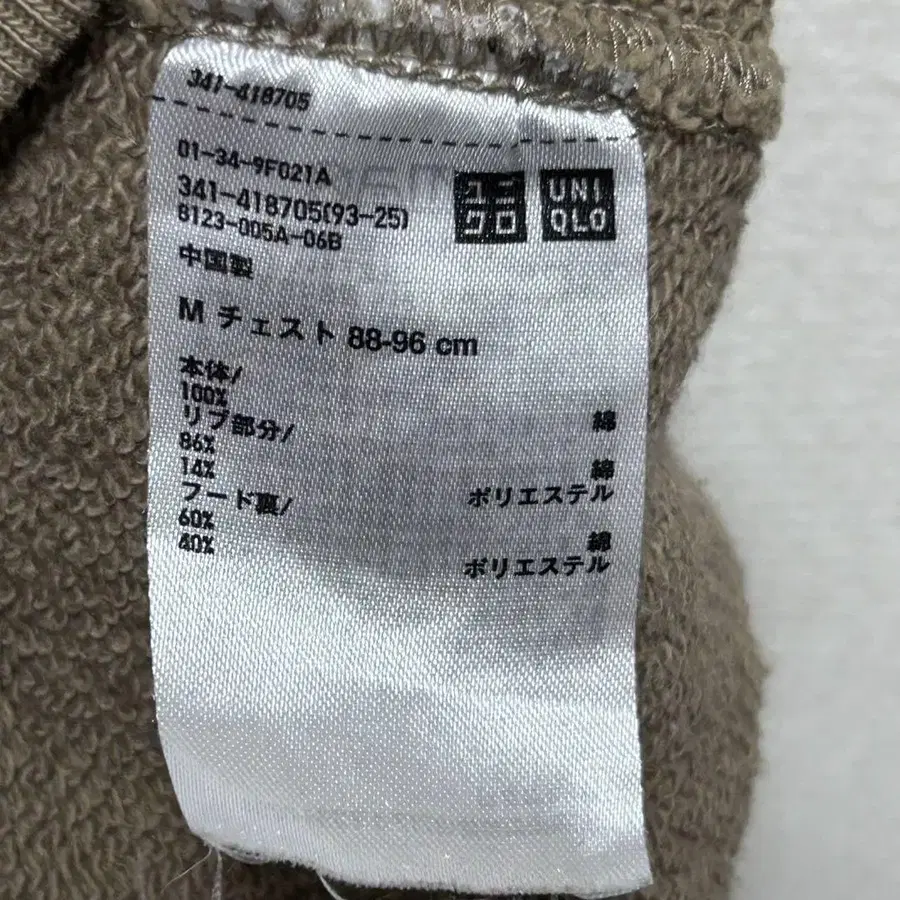 341-418705
01-34-9F021A
341-418705(93-25)
8123-005A-06B
ユニ
クロ
UNI
QLO
中国製
M チェスト 88-96 cm
本体/
100% 綿
リブ部分/
86% 綿
14% ポリエステル
フード裏/
60% 綿
40% ポリエステル